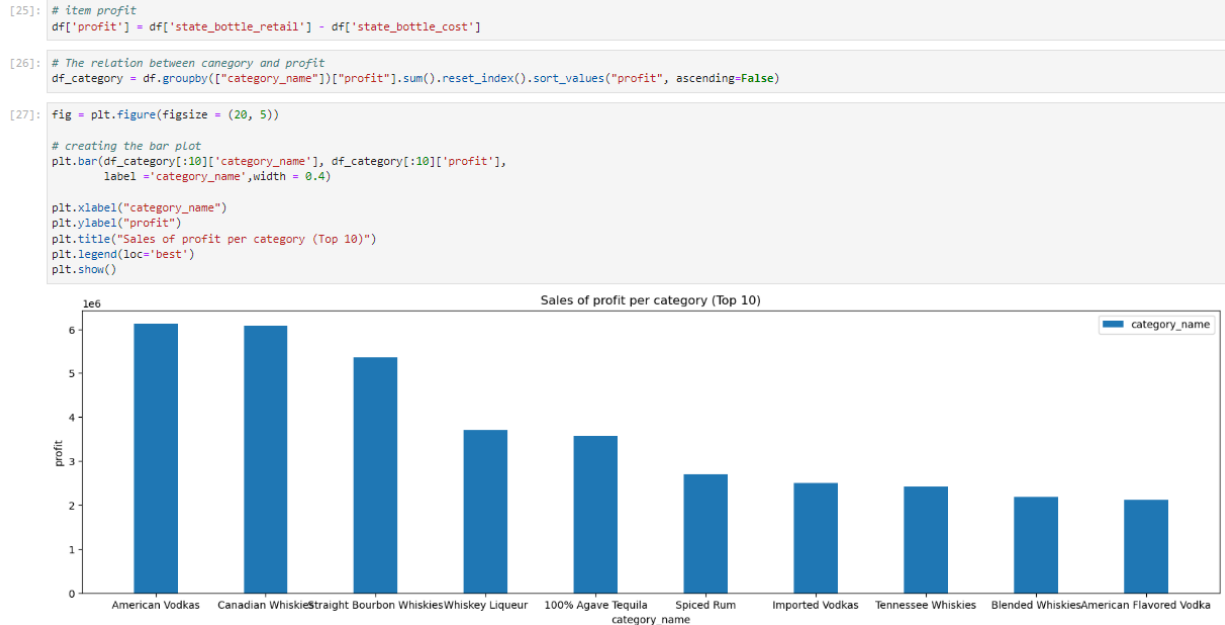 [25]: # item profit
df['profit'] = df['state_bottle_retail'] - df['state_bottle_cost']
[26]: # The relation between canegory and profit
df_category = df.groupby(["category_name"])["profit"].sum().reset_index().sort_values("profit", ascending=False)
[27]: fig = plt.figure(figsize = (20, 5))
# creating the bar plot
plt.bar(df_category[:10]['category_name'], df_category[:10]['profit'],
label ='category_name',width = 0.4)
plt.xlabel("category_name")
plt.ylabel("profit")
plt.title("Sales of profit per category (Top 10)")
plt.legend(loc='best')
plt.show()
Sales of profit per category (Top 10)
1e6
category_name
6
5
4
3
2
1
0
profit
American Vodkas Canadian Whiskies Straight Bourbon Whiskies Whiskey Liqueur 100% Agave Tequila Spiced Rum Imported Vodkas Tennessee Whiskies Blended Whiskies American Flavored Vodka
category_name